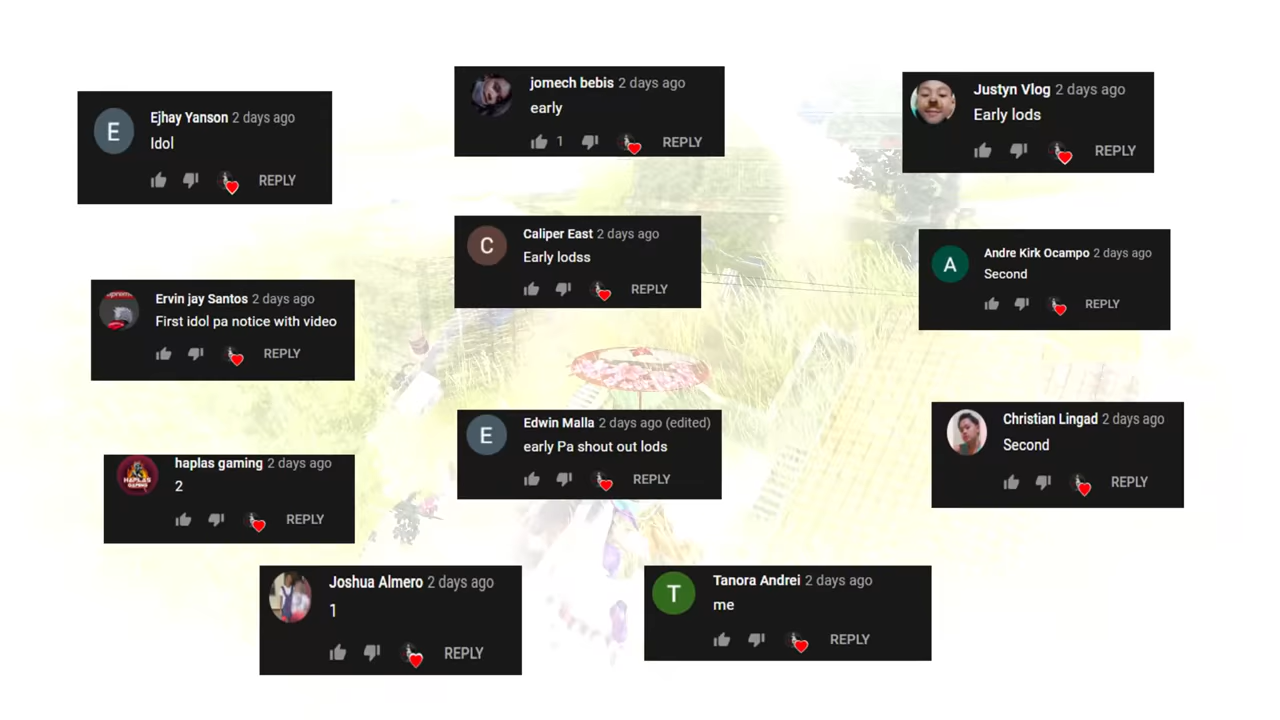 Ejhay Yanson 2 days ago
Idol
REPLY
jomech bebis 2 days ago
early
1
REPLY
Justyn Vlog 2 days ago
Early lods
REPLY
Caliper East 2 days ago
Early lodss
REPLY
Andre Kirk Ocampo 2 days ago
Second
REPLY
Ervin jay Santos 2 days ago
First idol pa notice with video
REPLY
Edwin Malla 2 days ago (edited)
early Pa shout out lods
REPLY
Christian Lingad 2 days ago
Second
REPLY
haplas gaming 2 days ago
2
REPLY
Joshua Almero 2 days ago
1
REPLY
Tanora Andrei 2 days ago
me
REPLY
E
C
A
E
T
HAPLAS
GAMING